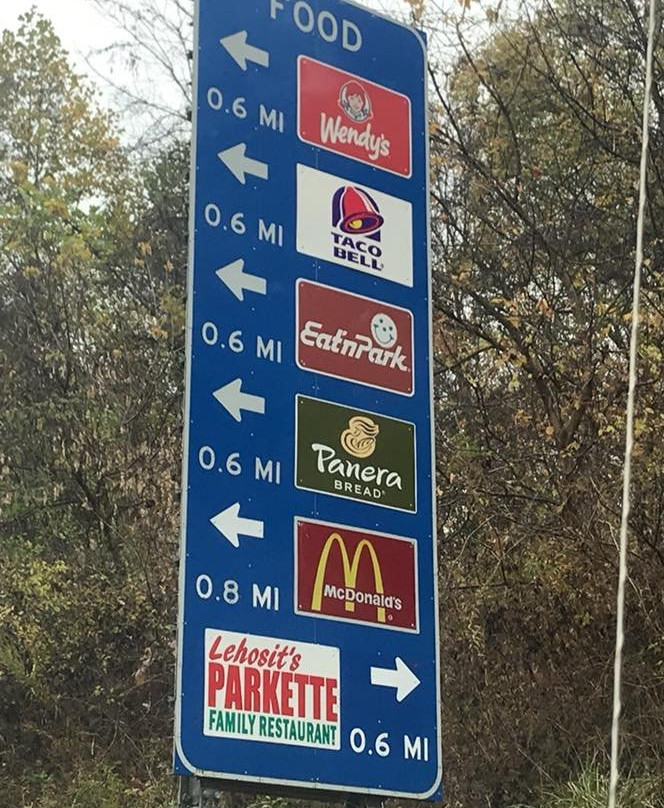 FOOD
0.6 MI
Wendy's
0.6 MI
TACO
BELL
0.6 MI
Eat'nPark
0.6 MI
Panera
BREAD
0.8 MI
McDonald's
Lehosit's
PARKETTE
FAMILY RESTAURANT
0.6 MI